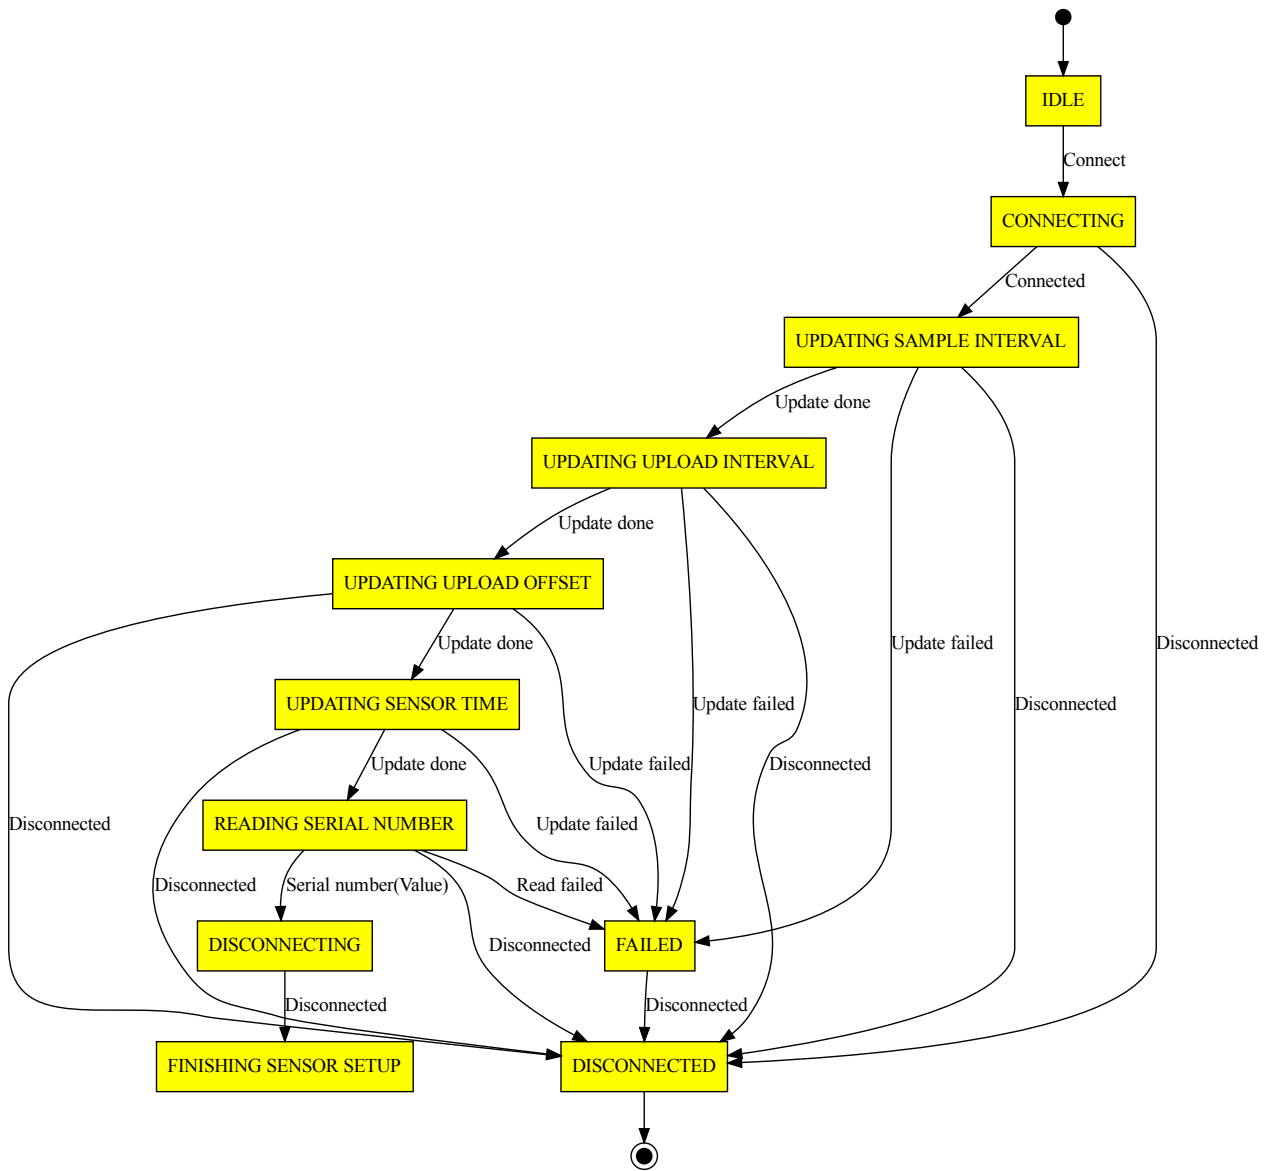 IDLE
Connect
CONNECTING
Connected
UPDATING SAMPLE INTERVAL
Update done
UPDATING UPLOAD INTERVAL
Update done
UPDATING UPLOAD OFFSET
Update done
Update failed
Disconnected
UPDATING SENSOR TIME
Update failed
Disconnected
Update done
Update failed
Disconnected
READING SERIAL NUMBER
Disconnected
Update failed
Disconnected
Serial number(Value)
Read failed
DISCONNECTING
Disconnected
FAILED
Disconnected
Disconnected
FINISHING SENSOR SETUP
DISCONNECTED